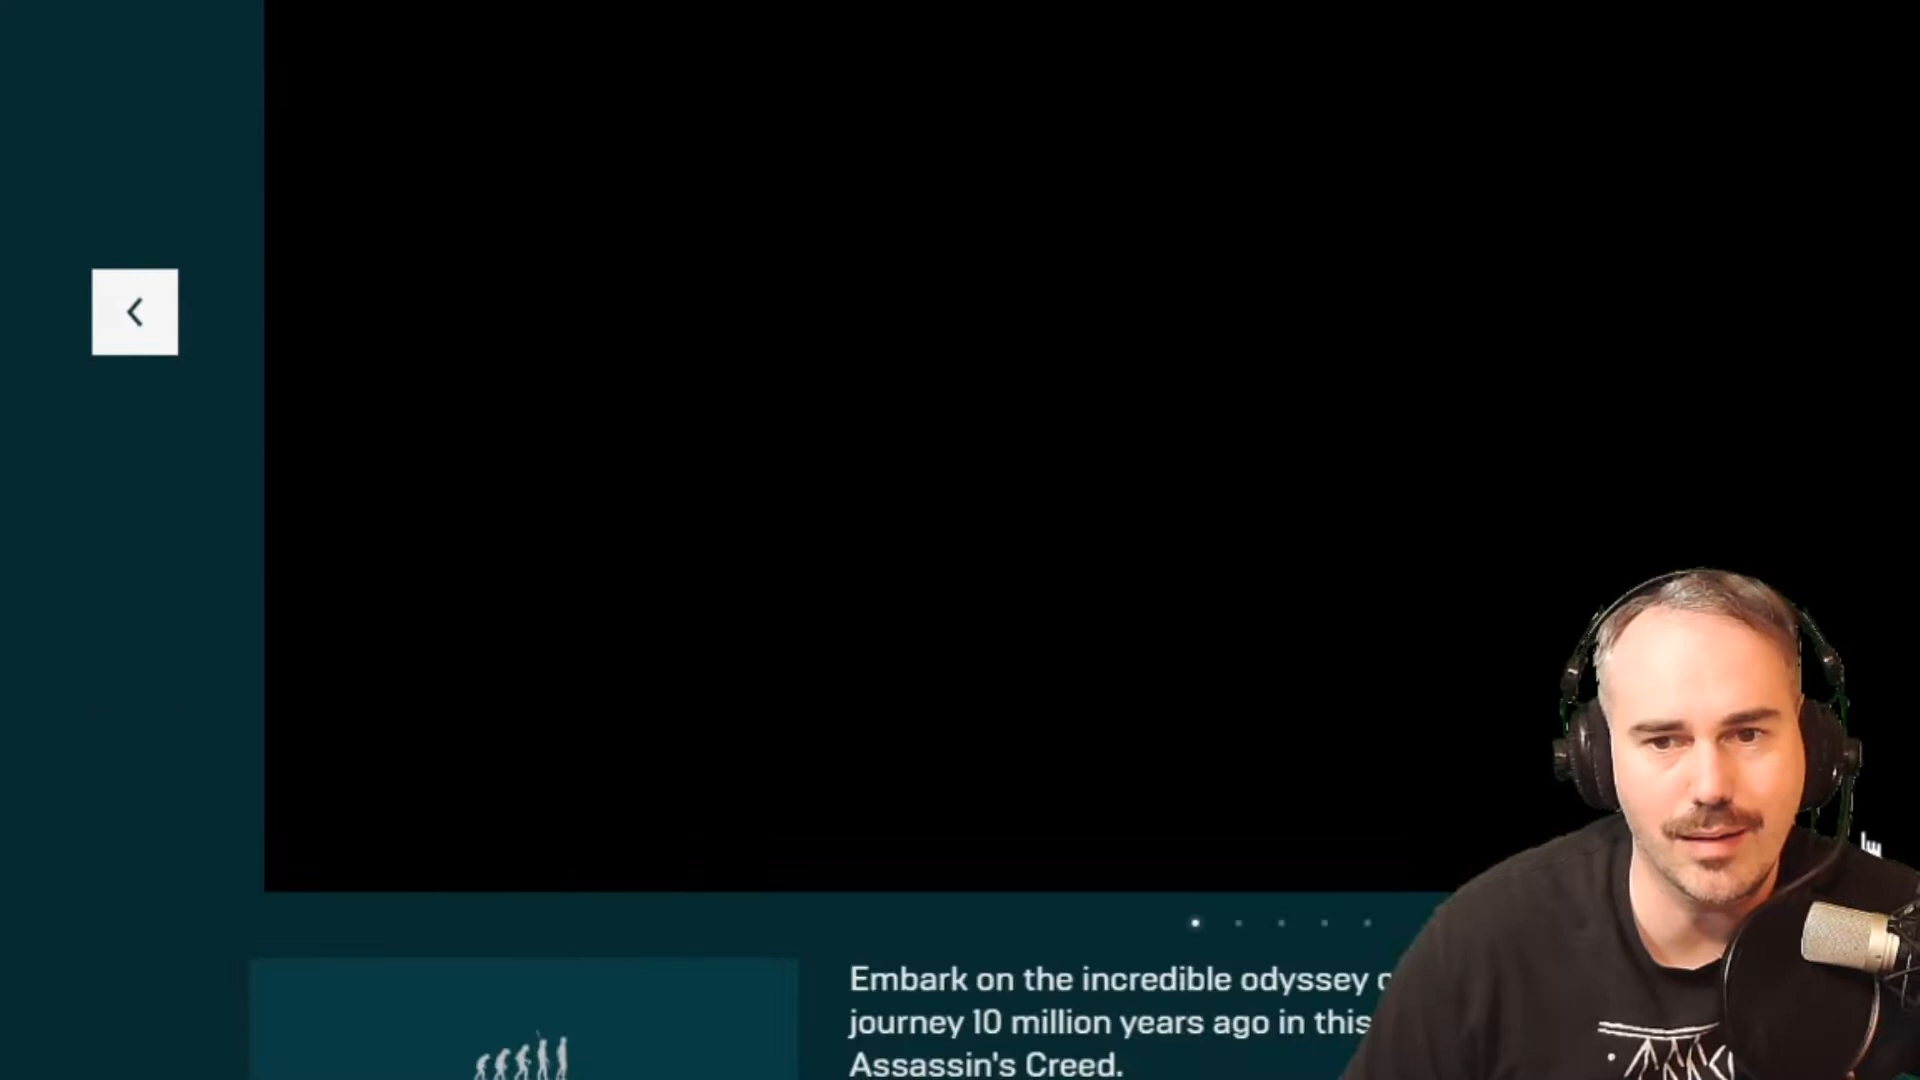 Embark on the incredible odyssey
journey 10 million years ago in this
Assassin's Creed.